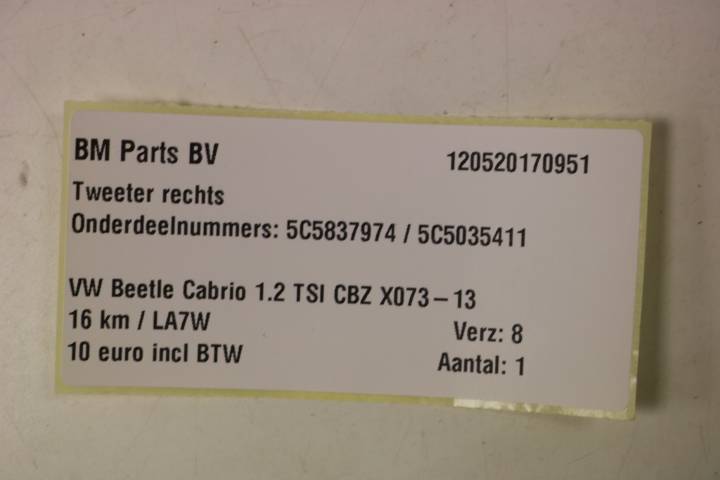 BM Parts BV 120520170951
Tweeter rechts
Onderdeelnummers: 5C5837974 / 5C5035411
VW Beetle Cabrio 1.2 TSI CBZ X073-13
16 km / LA7W Verz: 8
10 euro incl BTW Aantal: 1